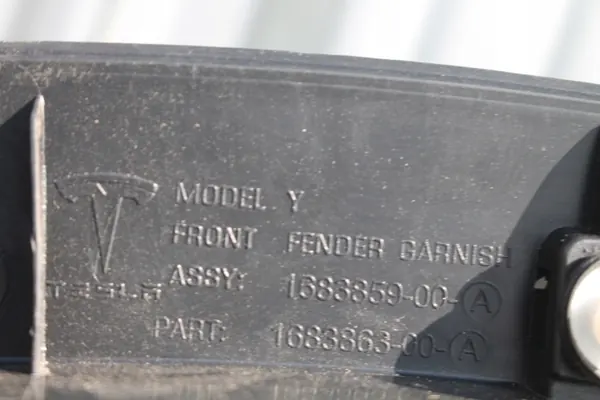 MODEL Y
FRONT FENDER GARNISH
TESLA
ASSY: 1683859-00-A
PART: 1683863-00-A